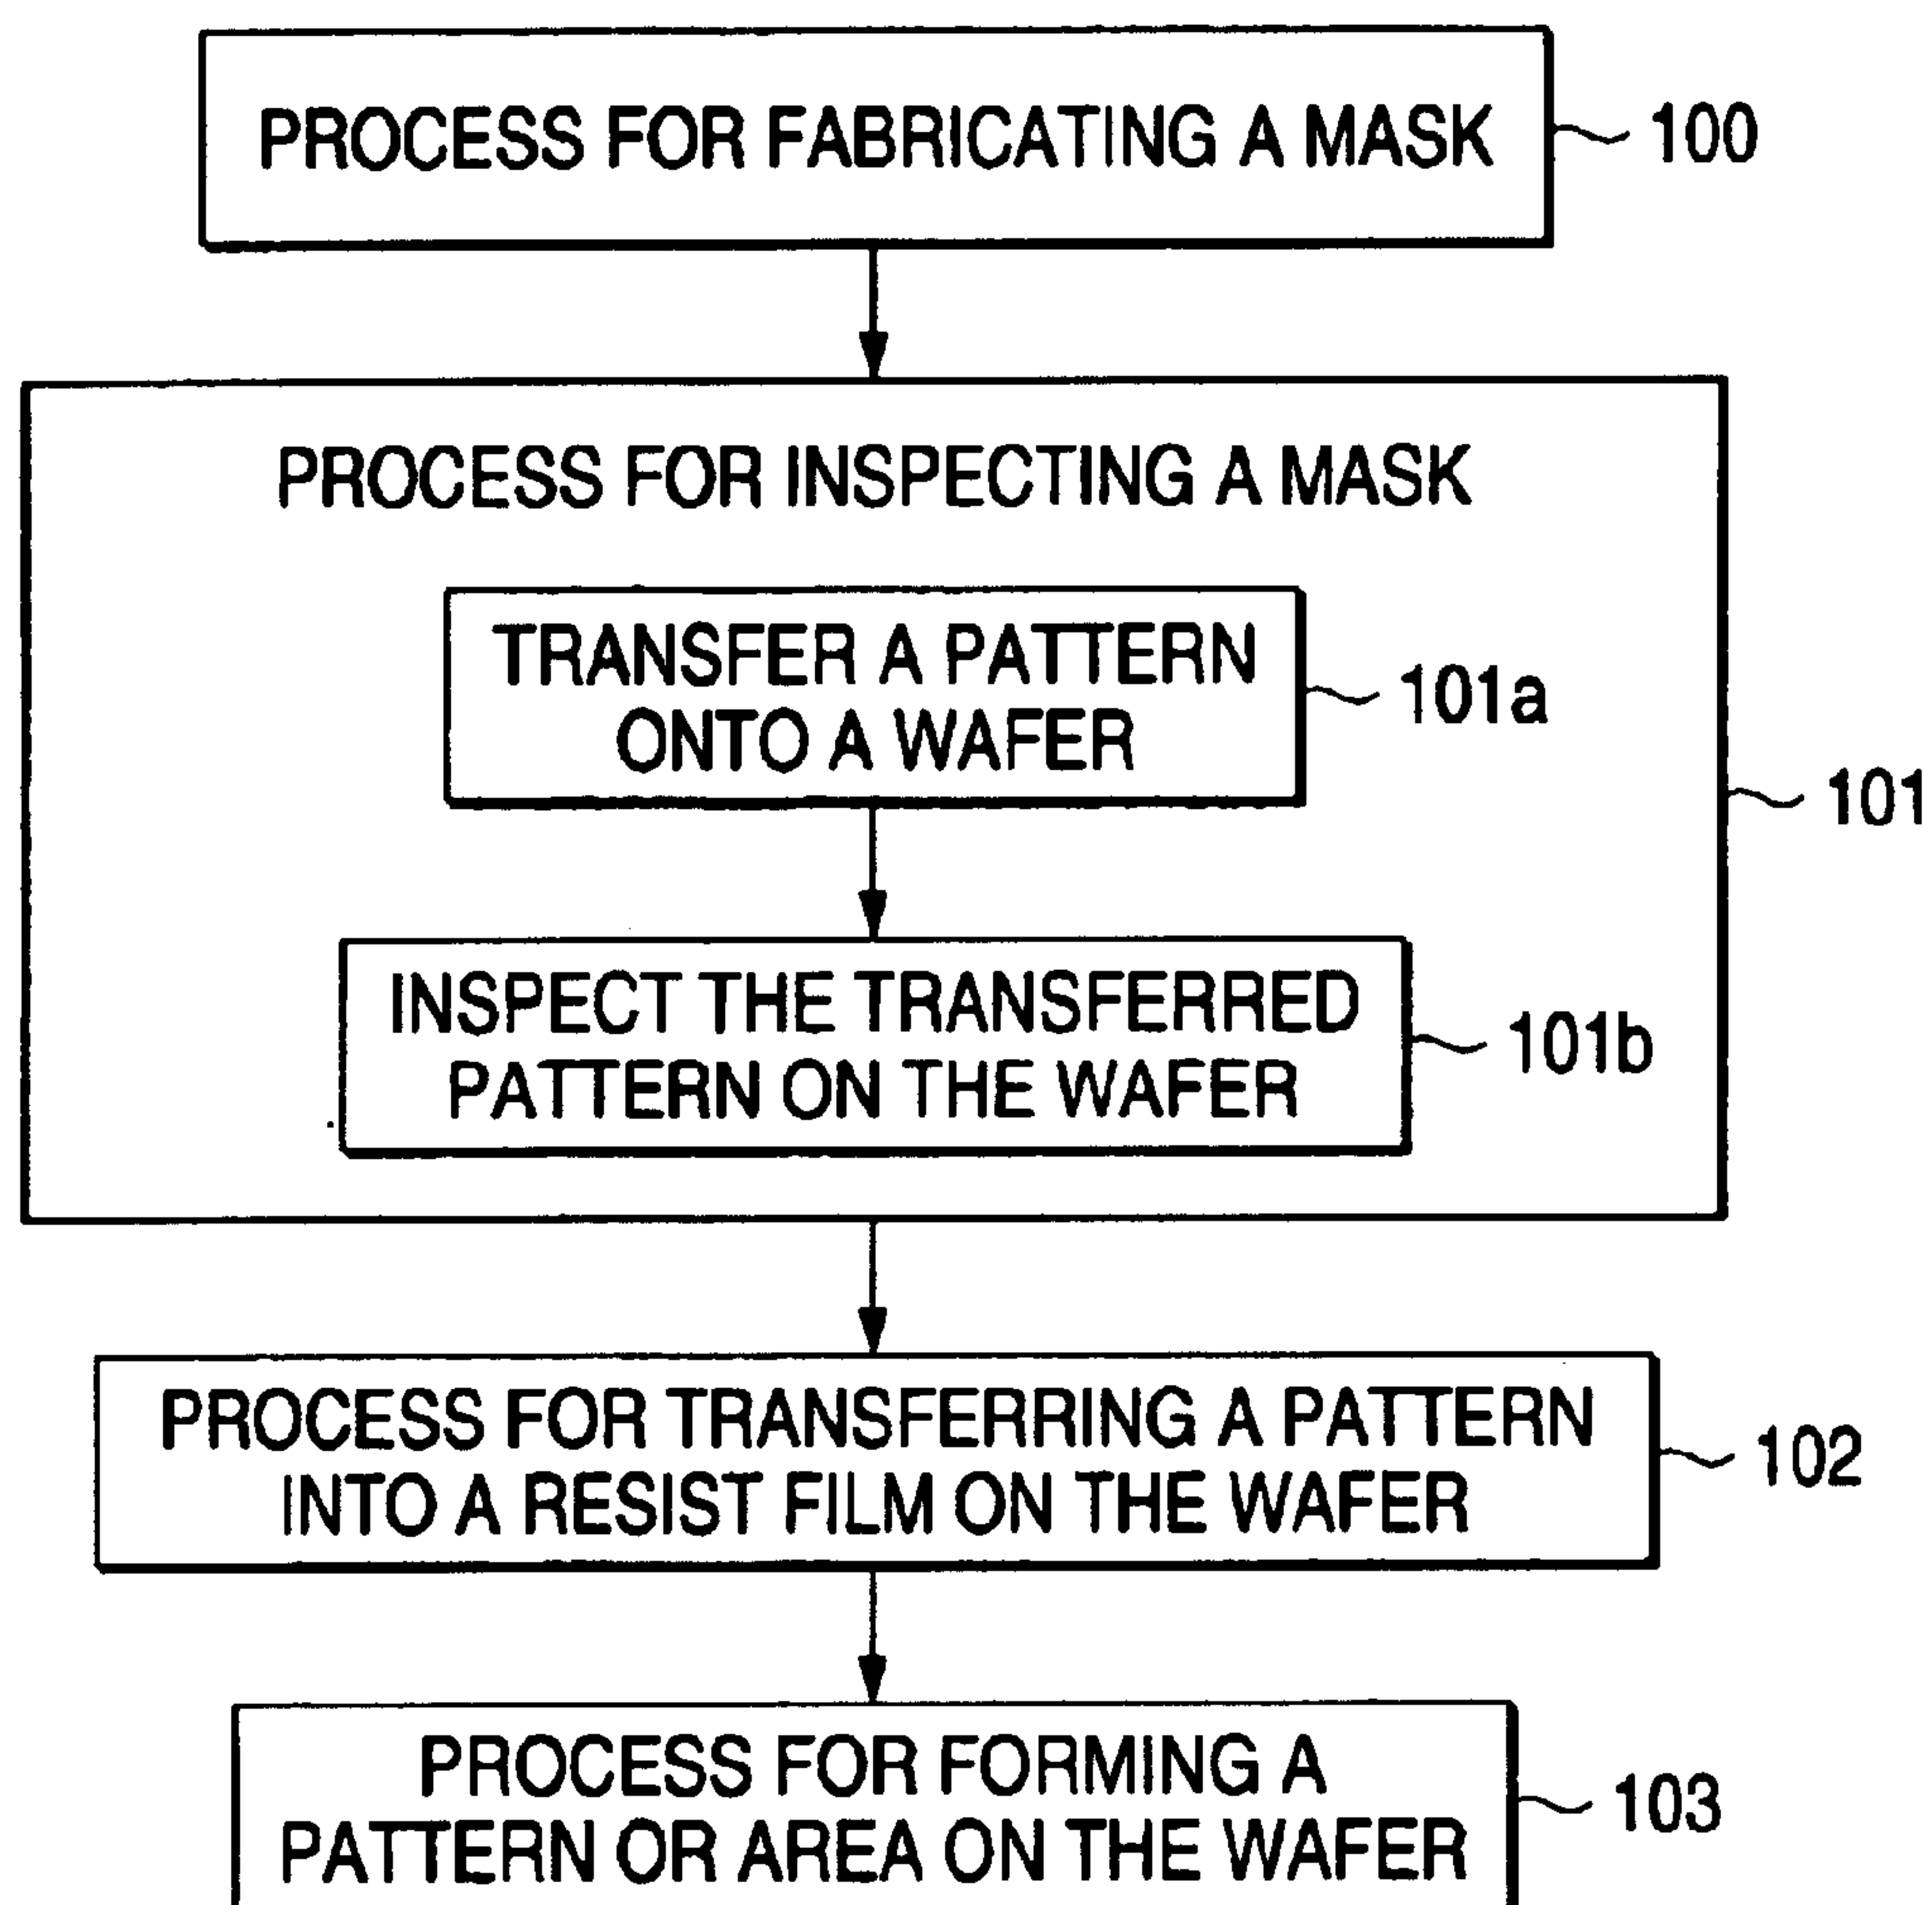 PROCESS FOR FABRICATING A MASK
100
PROCESS FOR INSPECTING A MASK
TRANSFER A PATTERN
ONTO A WAFER
101a
101
INSPECT THE TRANSFERRED
PATTERN ON THE WAFER
101b
PROCESS FOR TRANSFERRING A PATTERN
INTO A RESIST FILM ON THE WAFER
102
PROCESS FOR FORMING A
PATTERN OR AREA ON THE WAFER
103